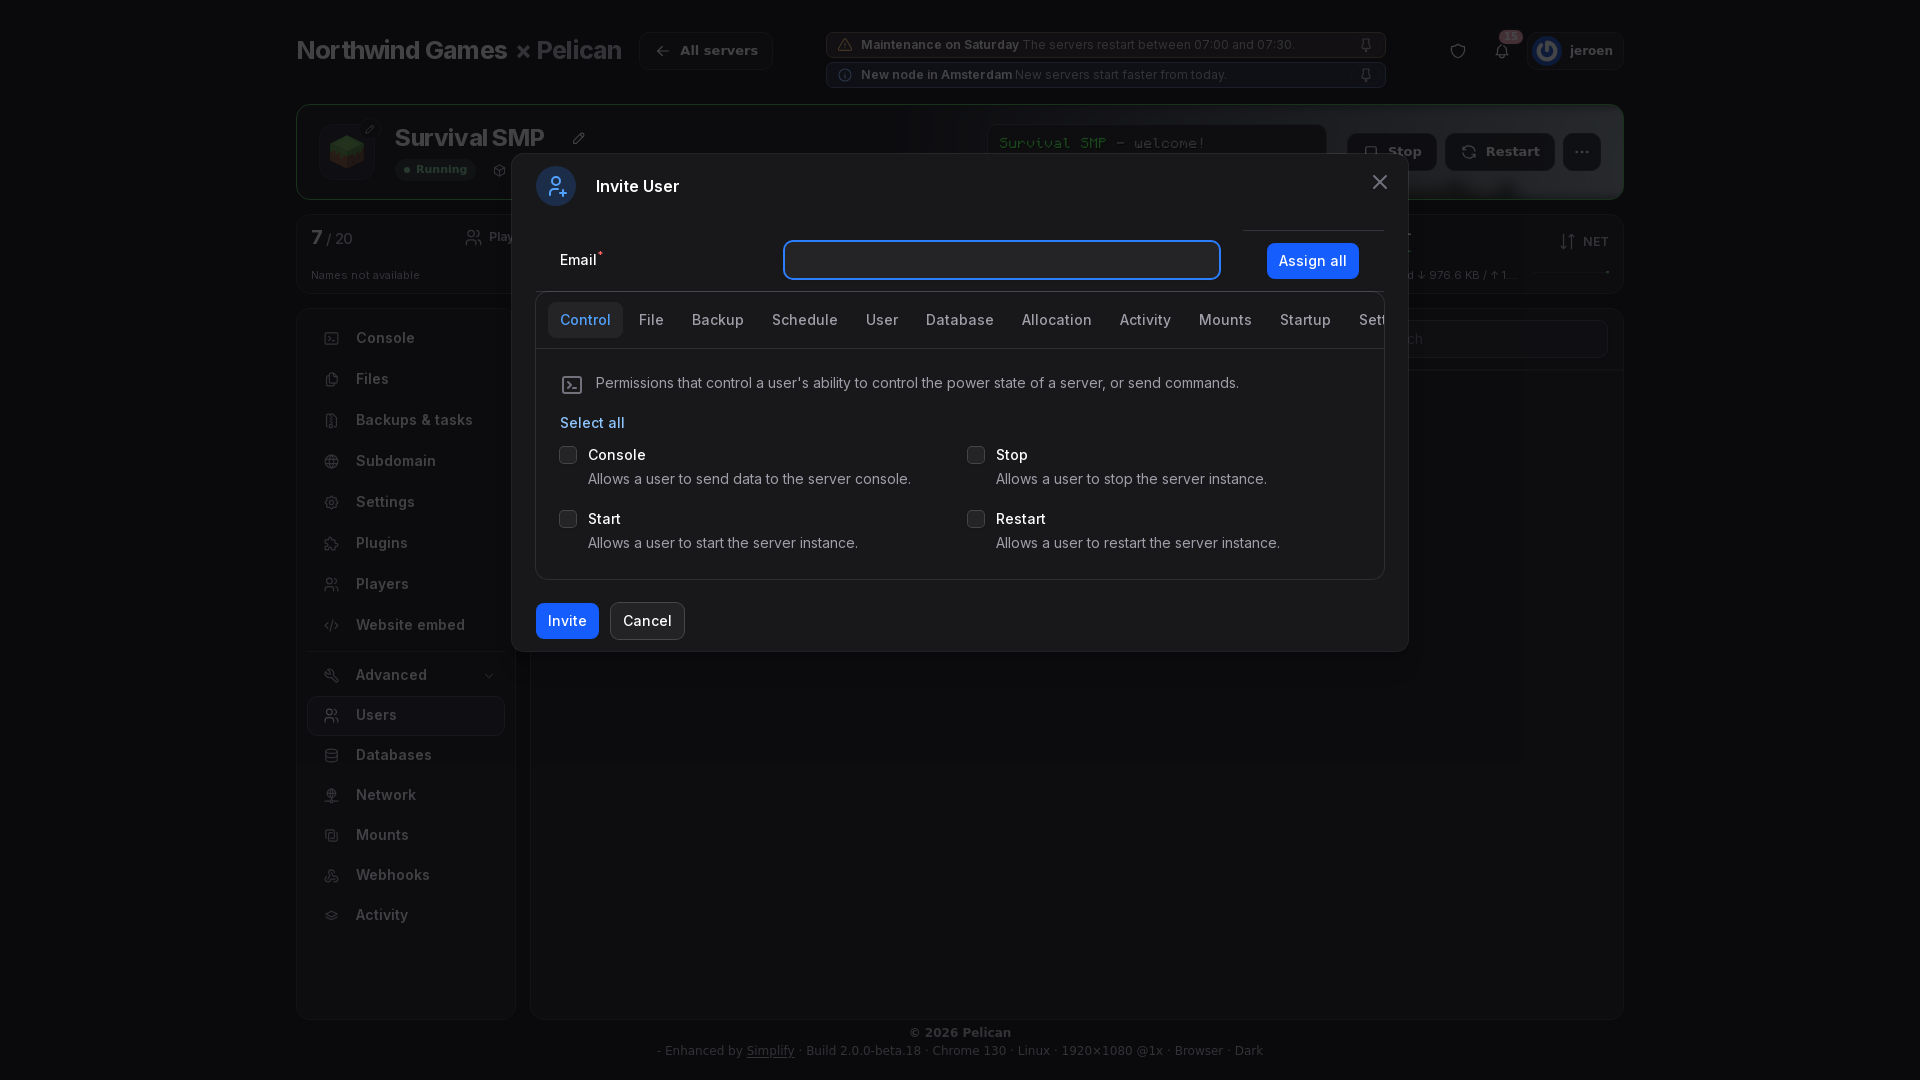 Northwind Games × Pelican
All servers
Maintenance on Saturday The servers restart between 07:00 and 07:30.
New node in Amsterdam New servers start faster from today.
15
jeroen
Survival SMP
Running
Survival SMP - welcome!
Stop
Restart
7 / 20
Names not available
NET
↓ 976.6 KB / ↑ 1...
Console
Files
Backups & tasks
Subdomain
Settings
Plugins
Players
Website embed
Advanced
Users
Databases
Network
Mounts
Webhooks
Activity
Invite User
Email*
Assign all
Control File Backup Schedule User Database Allocation Activity Mounts Startup Sett
Permissions that control a user's ability to control the power state of a server, or send commands.
Select all
Console
Allows a user to send data to the server console.
Stop
Allows a user to stop the server instance.
Start
Allows a user to start the server instance.
Restart
Allows a user to restart the server instance.
Invite
Cancel
© 2026 Pelican
- Enhanced by Simplify · Build 2.0.0-beta.18 · Chrome 130 · Linux · 1920×1080 @1x · Browser · Dark